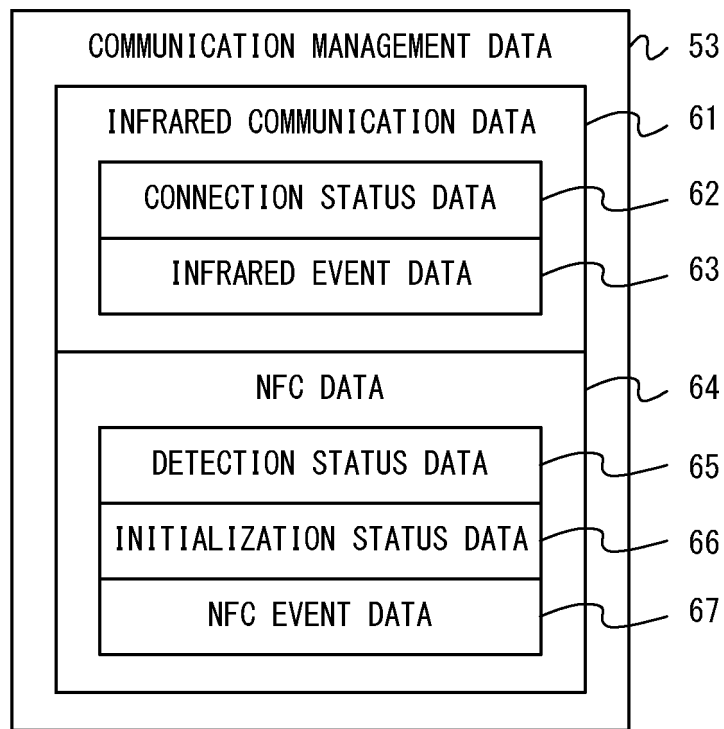 COMMUNICATION MANAGEMENT DATA 53
INFRARED COMMUNICATION DATA 61
CONNECTION STATUS DATA 62
INFRARED EVENT DATA 63
NFC DATA 64
DETECTION STATUS DATA 65
INITIALIZATION STATUS DATA 66
NFC EVENT DATA 67